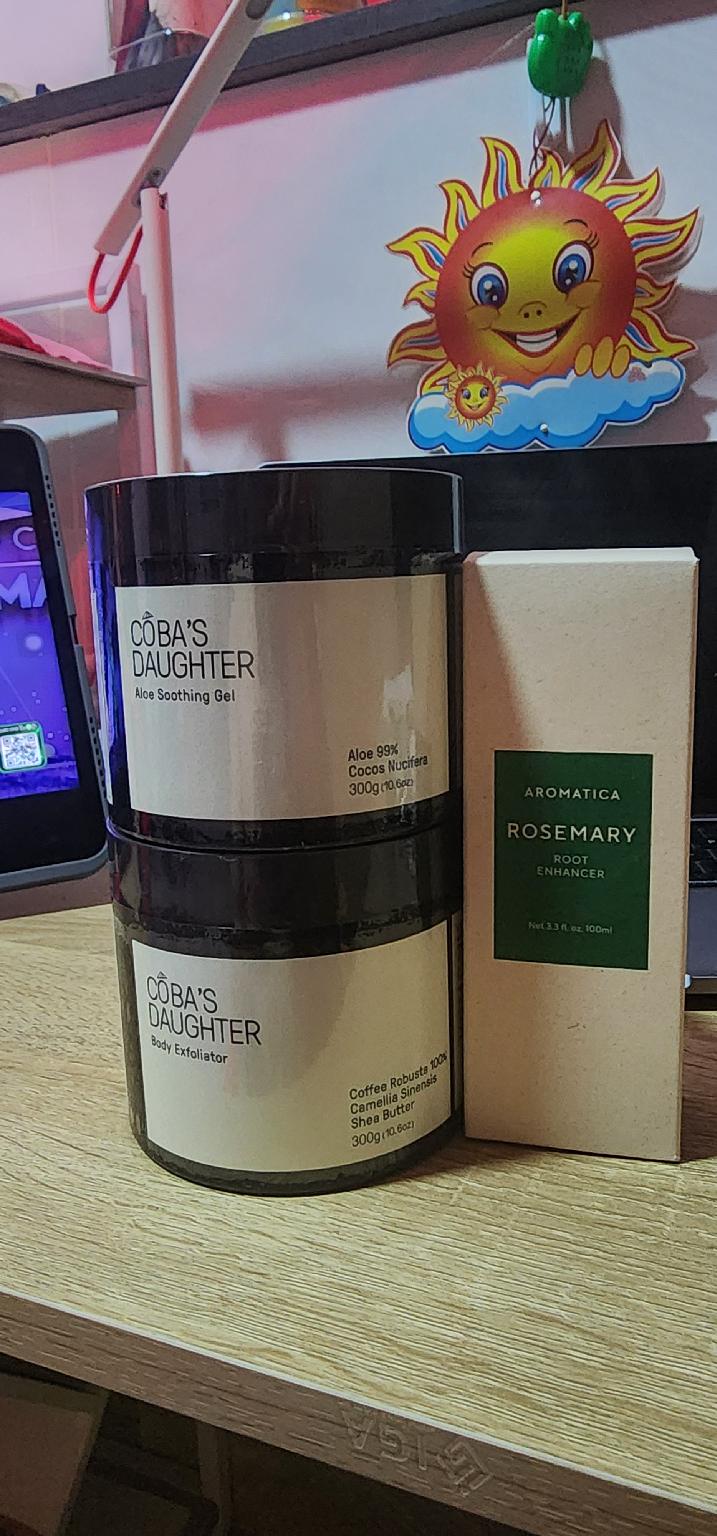 CÔBA'S
DAUGHTER
Aloe Soothing Gel
Aloe 99%
Cocos Nucifera
300g (10.6oz)
CÔBA'S
DAUGHTER
Body Exfoliator
Coffee Robusta 100%
Camellia Sinensis
Shea Butter
300g (10.6oz)
AROMATICA
ROSEMARY
ROOT
ENHANCER
Net 3.3 fl. oz. 100ml